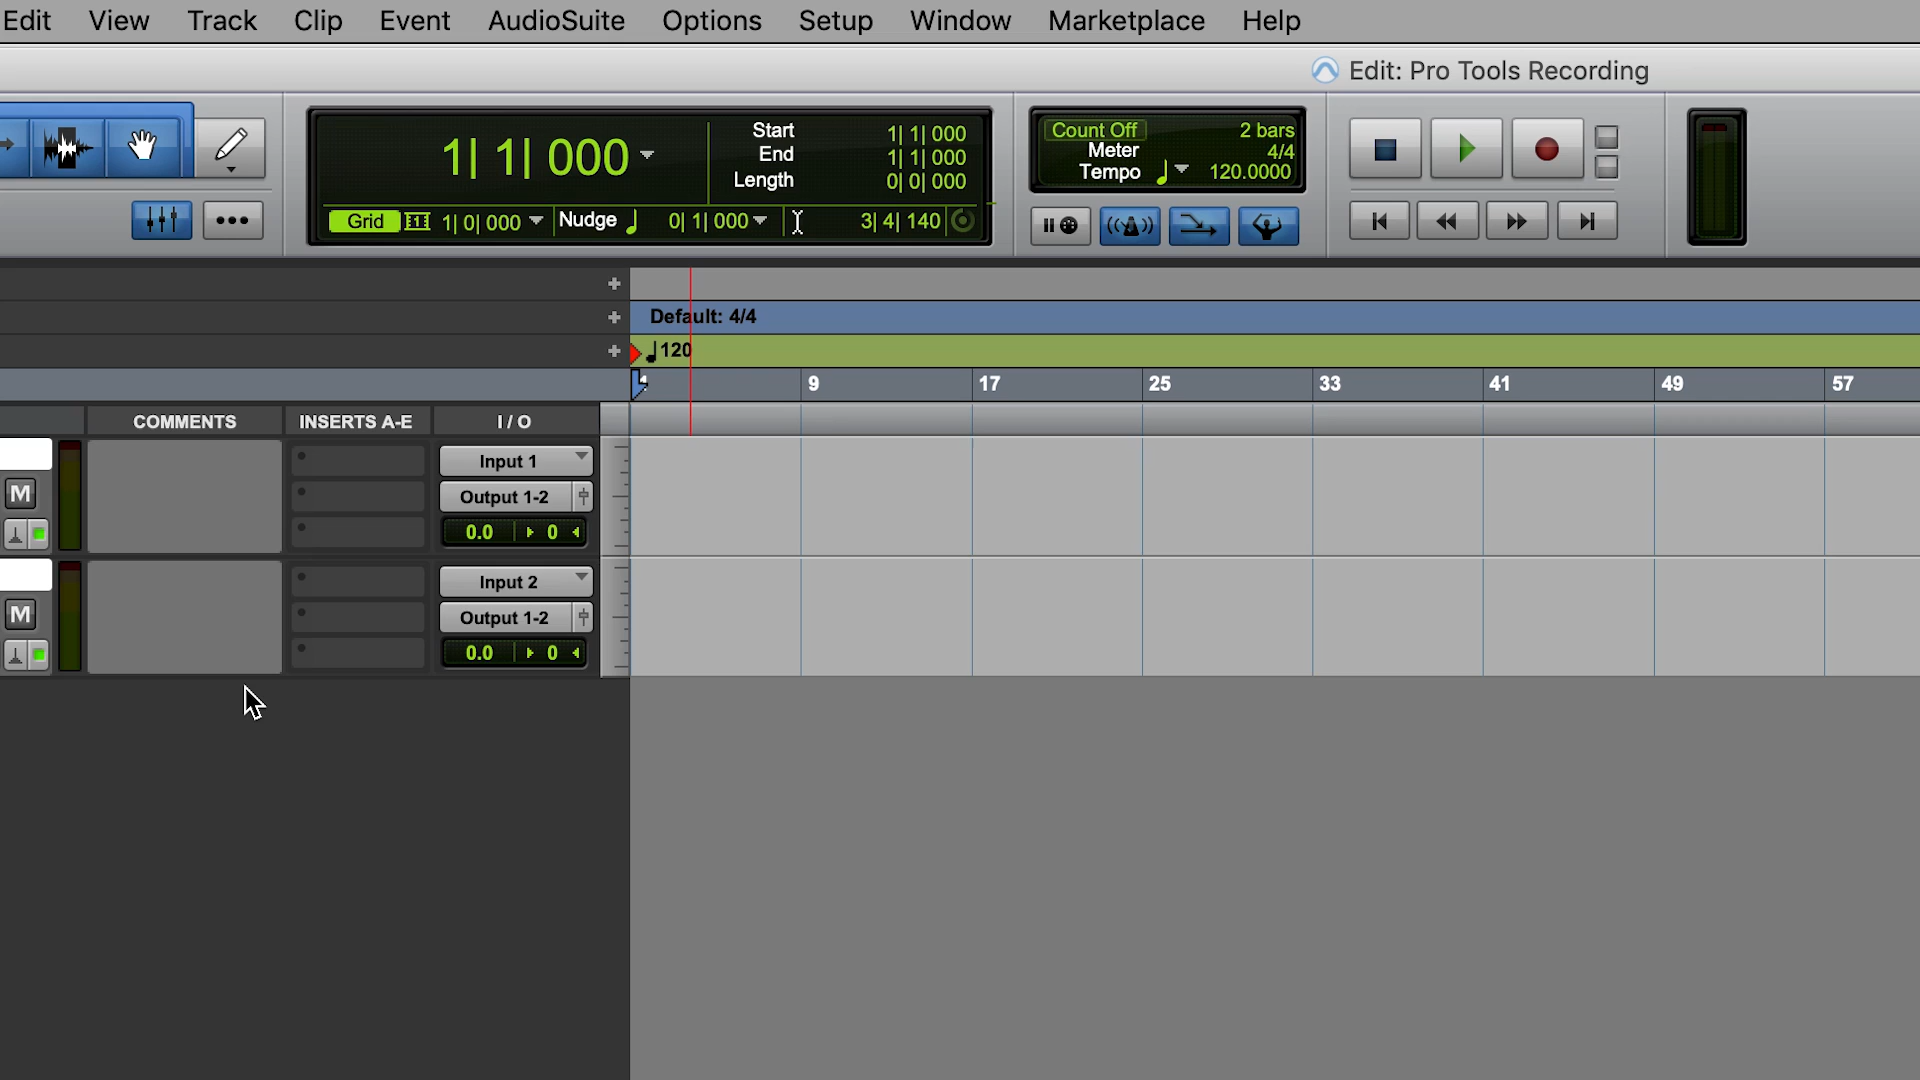 Edit View Track Clip Event AudioSuite Options Setup Window Marketplace Help
Edit: Pro Tools Recording
1| 1| 000
Start 1| 1| 000
End 1| 1| 000
Length 0| 0| 000
Grid 1| 0| 000 Nudge 0| 1| 000 3| 4| 140
Count Off 2 bars
Meter 4/4
Tempo 120.0000
Default: 4/4
120
9 17 25 33 41 49 57
COMMENTS INSERTS A-E I / O
Input 1
M
Output 1-2
0.0 0
Input 2
M
Output 1-2
0.0 0